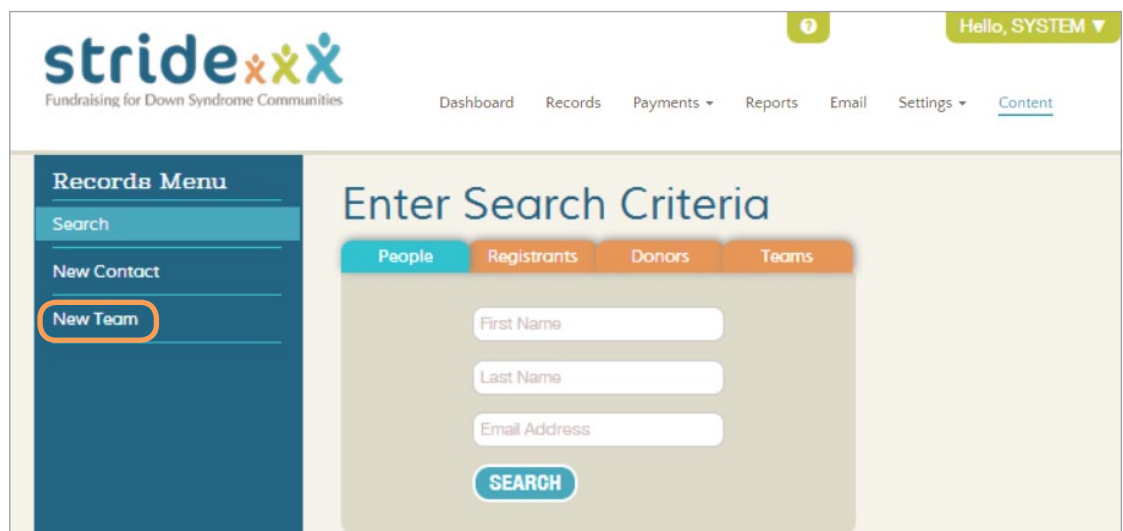 ?
Hello, SYSTEM ▼
stride
Fundraising for Down Syndrome Communities
Dashboard Records Payments ▾ Reports Email Settings ▾ Content
Records Menu
Search
New Contact
New Team
Enter Search Criteria
People Registrants Donors Teams
First Name
Last Name
Email Address
SEARCH